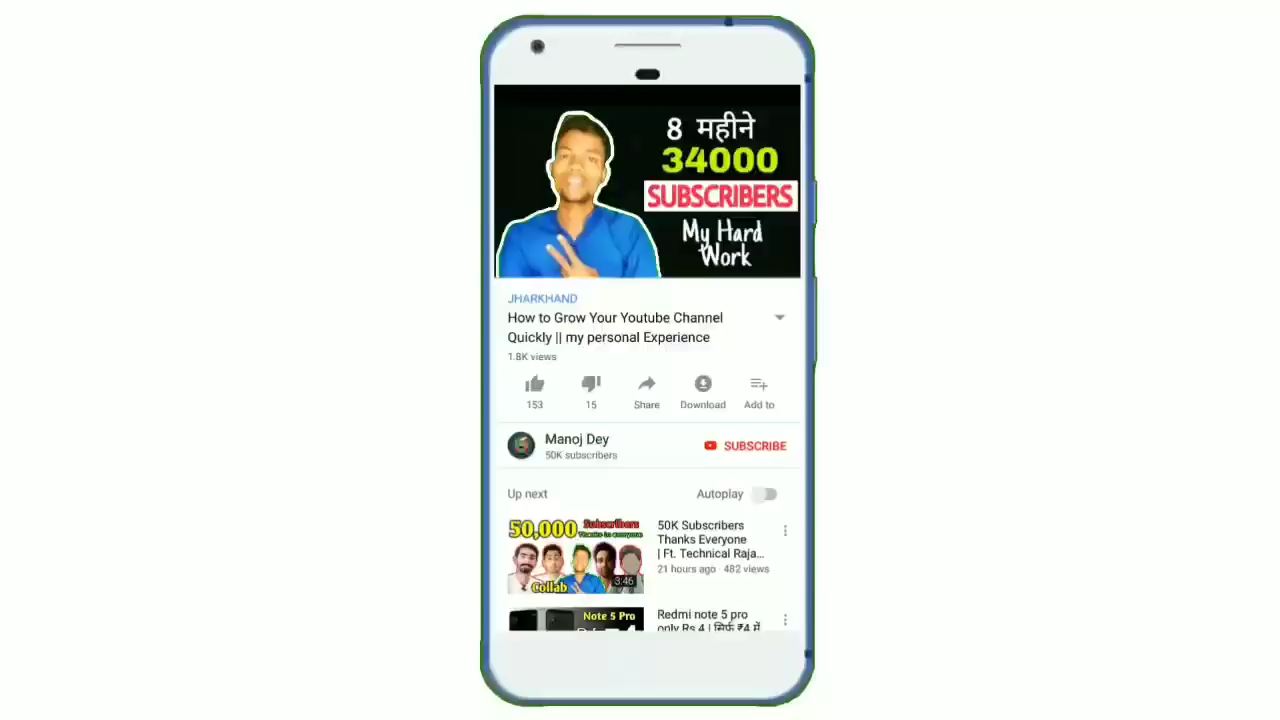 8 महीने
34000
SUBSCRIBERS
My Hard
Work
JHARKHAND
How to Grow Your Youtube Channel
Quickly || my personal Experience
1.8K views
153
15
Share
Download
Add to
Manoj Dey
50K subscribers
SUBSCRIBE
Up next
Autoplay
50,000 Subscribers
Thanks to everyone
Collab
3:46
50K Subscribers
Thanks Everyone
| Ft. Technical Raja...
21 hours ago · 482 views
Note 5 Pro
Redmi note 5 pro
only Rs 4 | सिर्फ ₹4 में